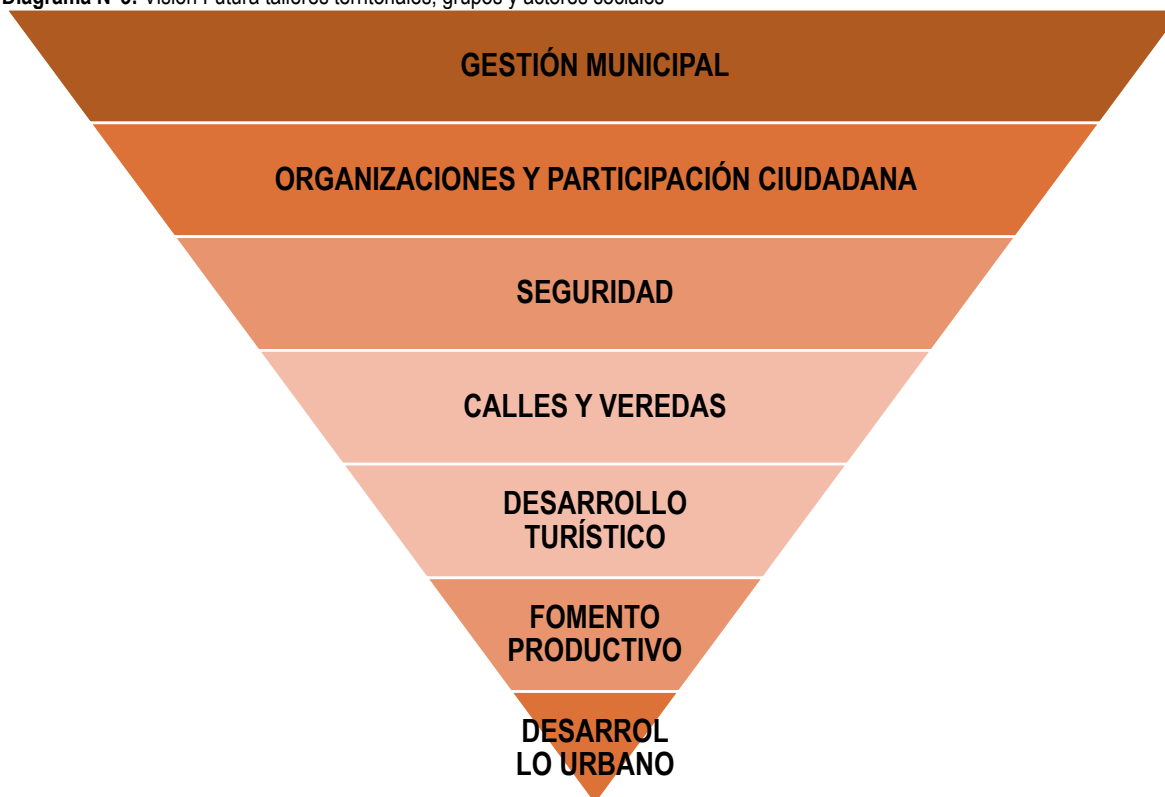 Visión Futura talleres territoriales, grupos y actores sociales
GESTIÓN MUNICIPAL
ORGANIZACIONES Y PARTICIPACIÓN CIUDADANA
SEGURIDAD
CALLES Y VEREDAS
DESARROLLO
TURÍSTICO
FOMENTO
PRODUCTIVO
DESARROL
LO URBANO